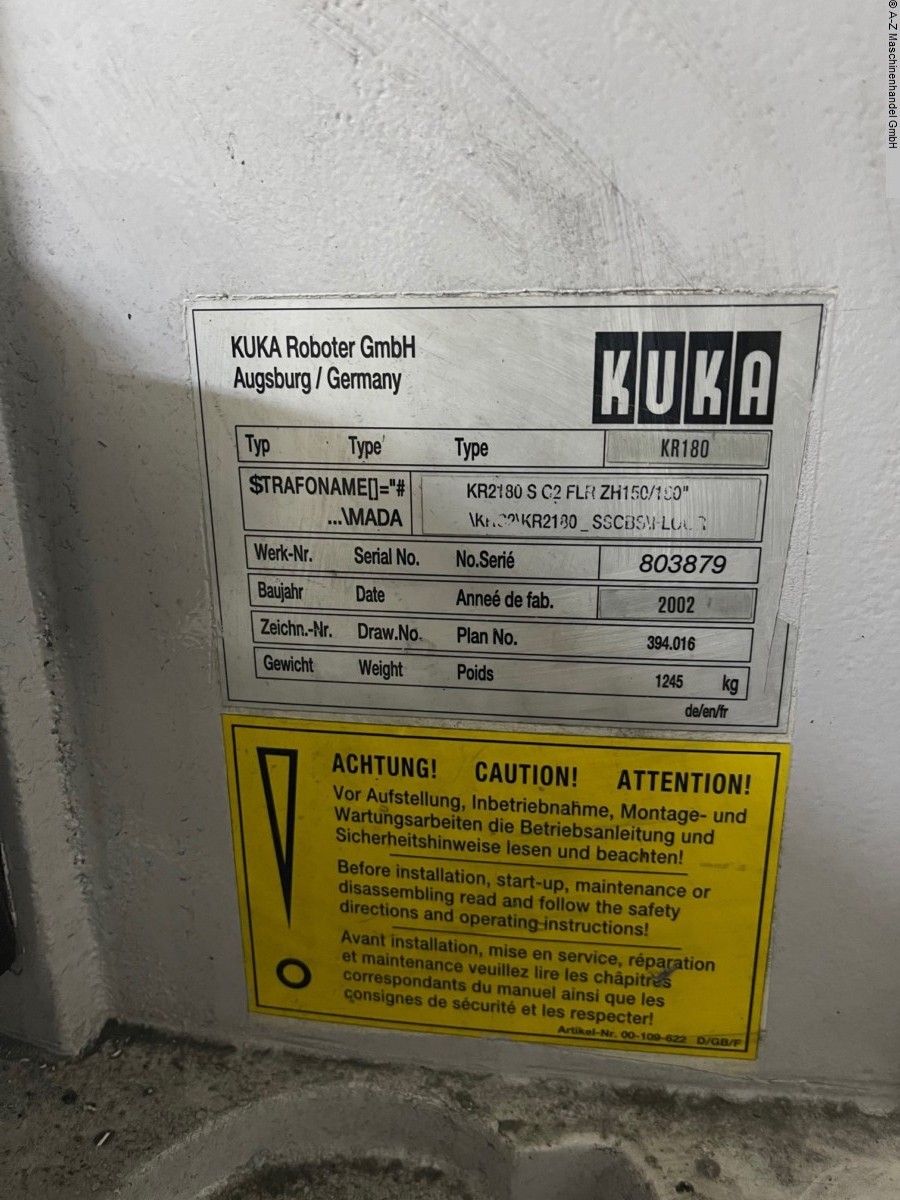 © A-Z Maschinenhandel GmbH
KUKA Roboter GmbH
Augsburg / Germany
KUKA
Typ Type Type KR180
$TRAFONAME[]="# KR2180 S C2 FLR ZH150/180"
...\MADA
Werk-Nr. Serial No. No.Serié 803879
Baujahr Date Anneé de fab. 2002
Zeichn.-Nr. Draw.No. Plan No. 394.016
Gewicht Weight Poids 1245 kg
de/en/fr
ACHTUNG! CAUTION! ATTENTION!
Vor Aufstellung, Inbetriebnahme, Montage- und
Wartungsarbeiten die Betriebsanleitung und
Sicherheitshinweise lesen und beachten!
Before installation, start-up, maintenance or
disassembling read and follow the safety
directions and operating instructions!
Avant installation, mise en service, réparation
et maintenance veuillez lire les châpitres
correspondants du manuel ainsi que les
consignes de sécurité et les respecter!
Artikel-Nr. 00-109-622 D/GB/F